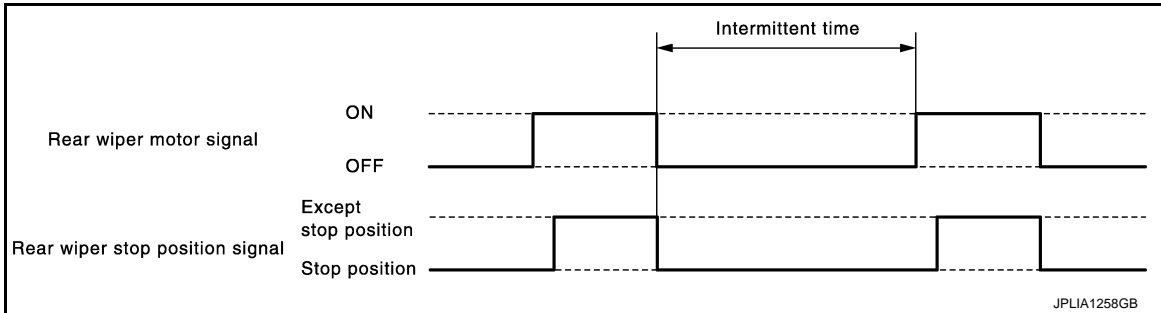 Intermittent time
ON
Rear wiper motor signal
OFF
Except
stop position
Rear wiper stop position signal
Stop position
JPLIA1258GB